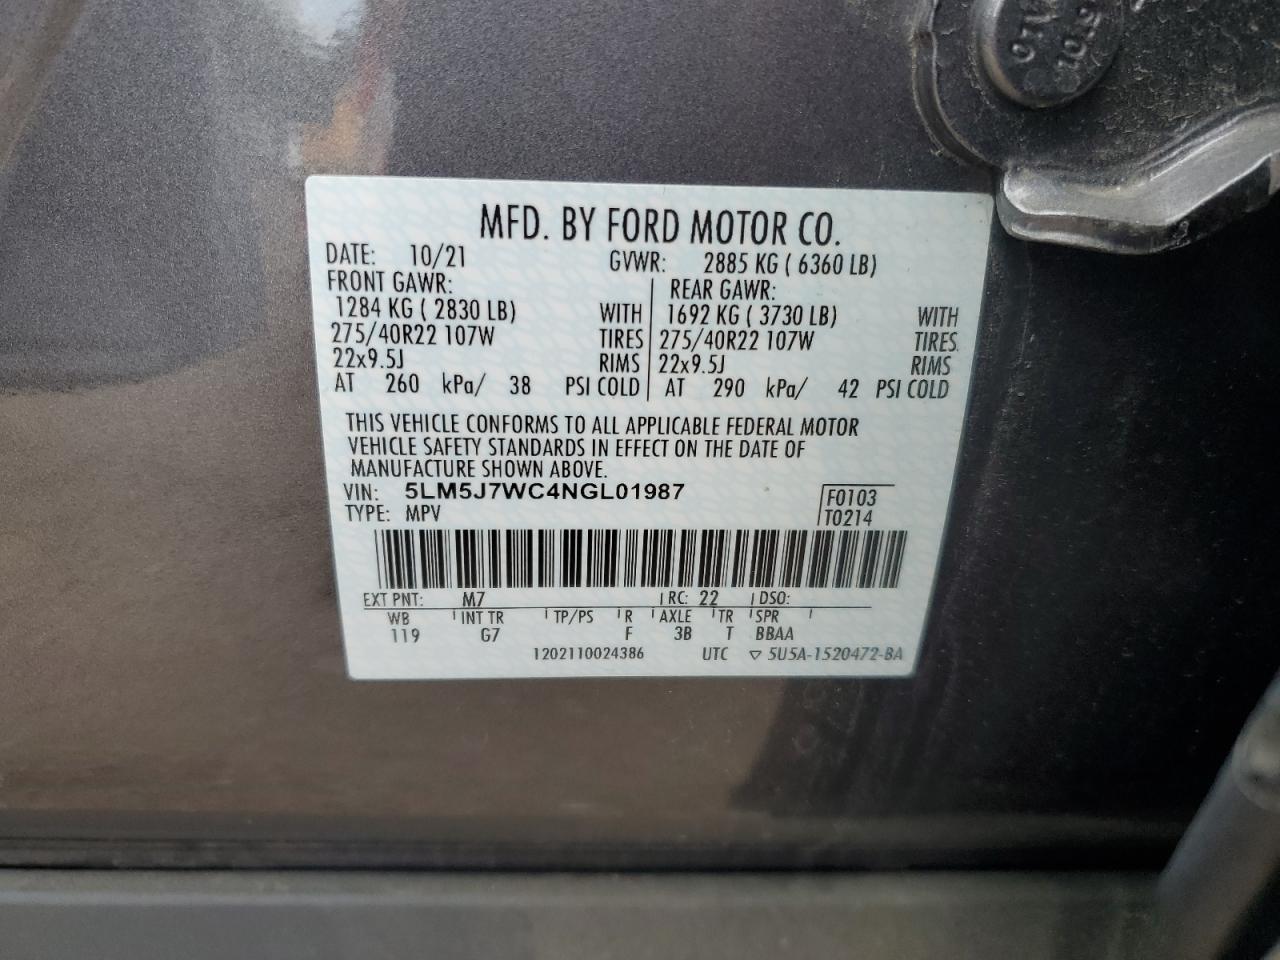 MFD. BY FORD MOTOR CO.
DATE: 10/21 GVWR: 2885 KG ( 6360 LB)
FRONT GAWR: REAR GAWR:
1284 KG ( 2830 LB) WITH 1692 KG ( 3730 LB) WITH
275/40R22 107W TIRES 275/40R22 107W TIRES
22x9.5J RIMS 22x9.5J RIMS
AT 260 kPa/ 38 PSI COLD AT 290 kPa/ 42 PSI COLD
THIS VEHICLE CONFORMS TO ALL APPLICABLE FEDERAL MOTOR
VEHICLE SAFETY STANDARDS IN EFFECT ON THE DATE OF
MANUFACTURE SHOWN ABOVE.
VIN: 5LM5J7WC4NGL01987 F0103
TYPE: MPV T0214
EXT PNT: M7 RC: 22 DSO:
WB INT TR TP/PS R AXLE TR SPR
119 G7 F 3B T BBAA
1202110024386 UTC ▽ 5U5A-1520472-BA